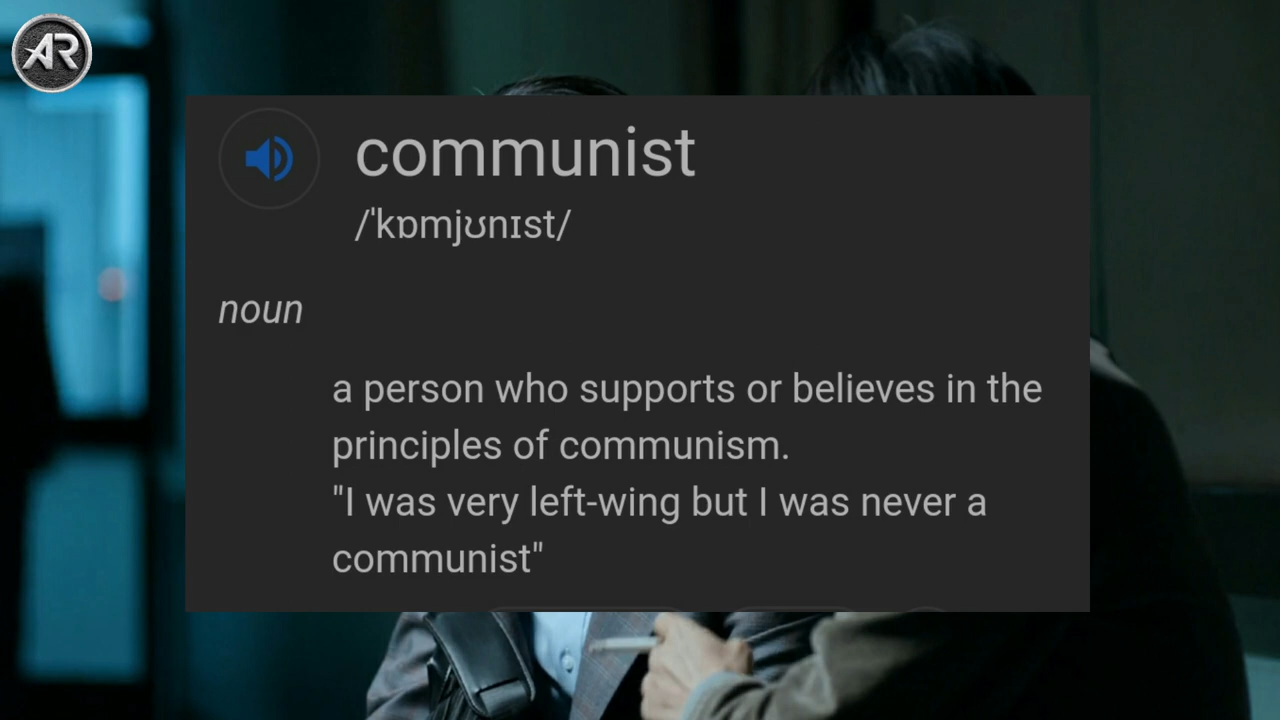 AR
communist
/ˈkɒmjʊnɪst/
noun
a person who supports or believes in the
principles of communism.
"I was very left-wing but I was never a
communist"